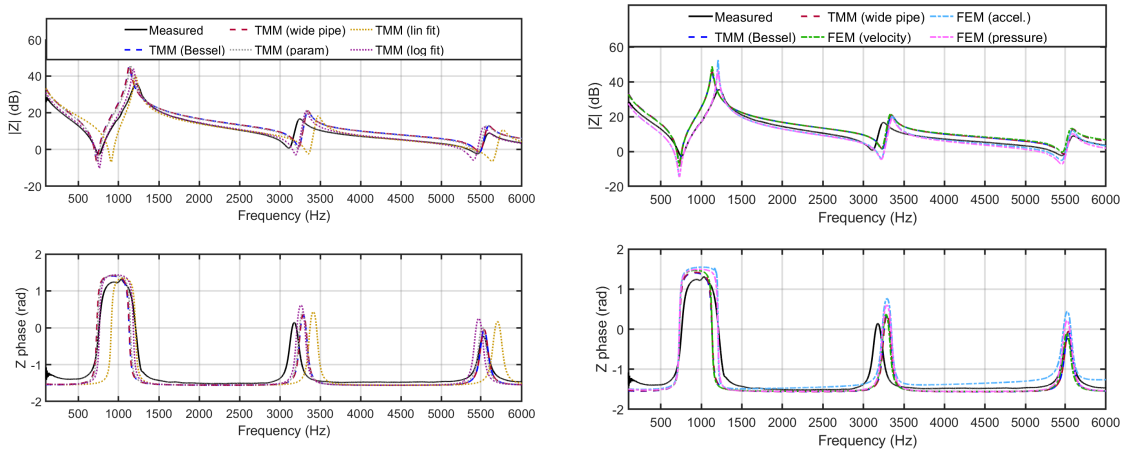 Measured TMM (wide pipe) TMM (lin fit)
TMM (Bessel) TMM (param) TMM (log fit)
60
40
20
0
-20
|Z| (dB)
500 1000 1500 2000 2500 3000 3500 4000 4500 5000 5500 6000
Frequency (Hz)
2
1
0
-1
-2
Z phase (rad)
500 1000 1500 2000 2500 3000 3500 4000 4500 5000 5500 6000
Frequency (Hz)
Measured TMM (wide pipe) FEM (accel.)
TMM (Bessel) FEM (velocity) FEM (pressure)
60
40
20
0
-20
|Z| (dB)
500 1000 1500 2000 2500 3000 3500 4000 4500 5000 5500 6000
Frequency (Hz)
2
1
0
-1
-2
Z phase (rad)
500 1000 1500 2000 2500 3000 3500 4000 4500 5000 5500 6000
Frequency (Hz)